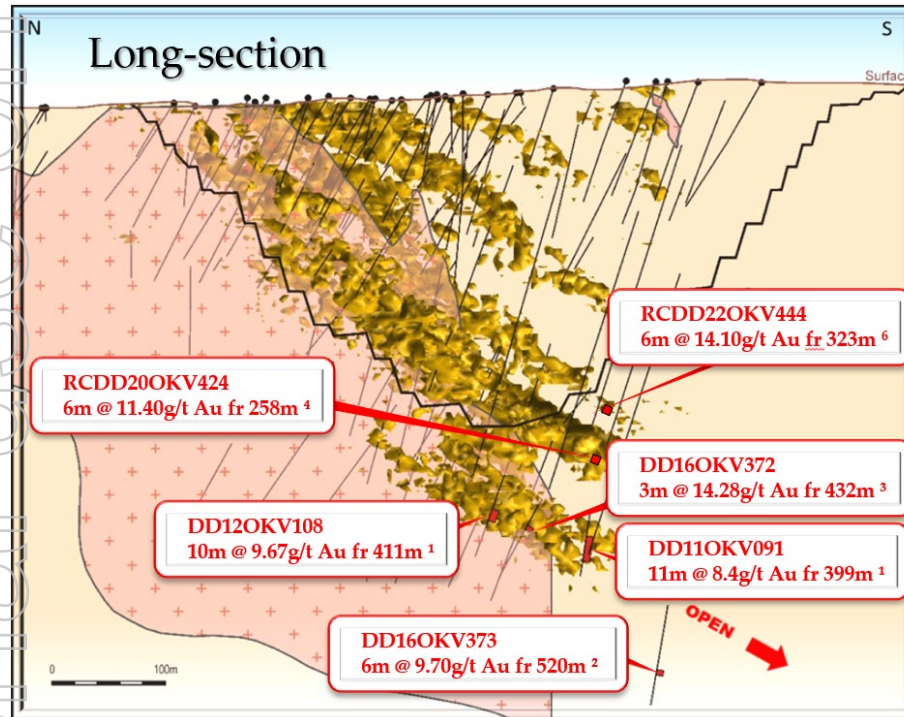 N
S
Long-section
Surfac
RCDD22OKV444
6m @ 14.10g/t Au fr 323m ⁶
RCDD20OKV424
6m @ 11.40g/t Au fr 258m ⁴
DD16OKV372
3m @ 14.28g/t Au fr 432m ³
DD12OKV108
10m @ 9.67g/t Au fr 411m ¹
DD11OKV091
11m @ 8.4g/t Au fr 399m ¹
OPEN
DD16OKV373
6m @ 9.70g/t Au fr 520m ²
0
100m